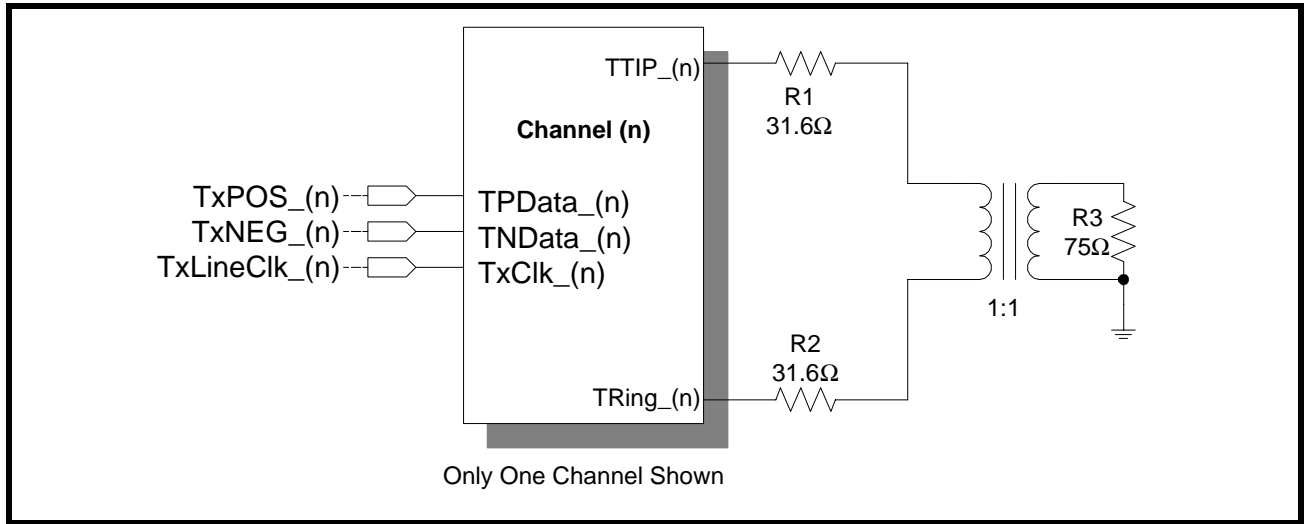 TTIP_(n)
R1
31.6Ω
Channel (n)
TxPOS_(n)
TPData_(n)
TxNEG_(n)
TNData_(n)
TxLineClk_(n)
TxClk_(n)
R3
75Ω
1:1
R2
31.6Ω
TRing_(n)
Only One Channel Shown